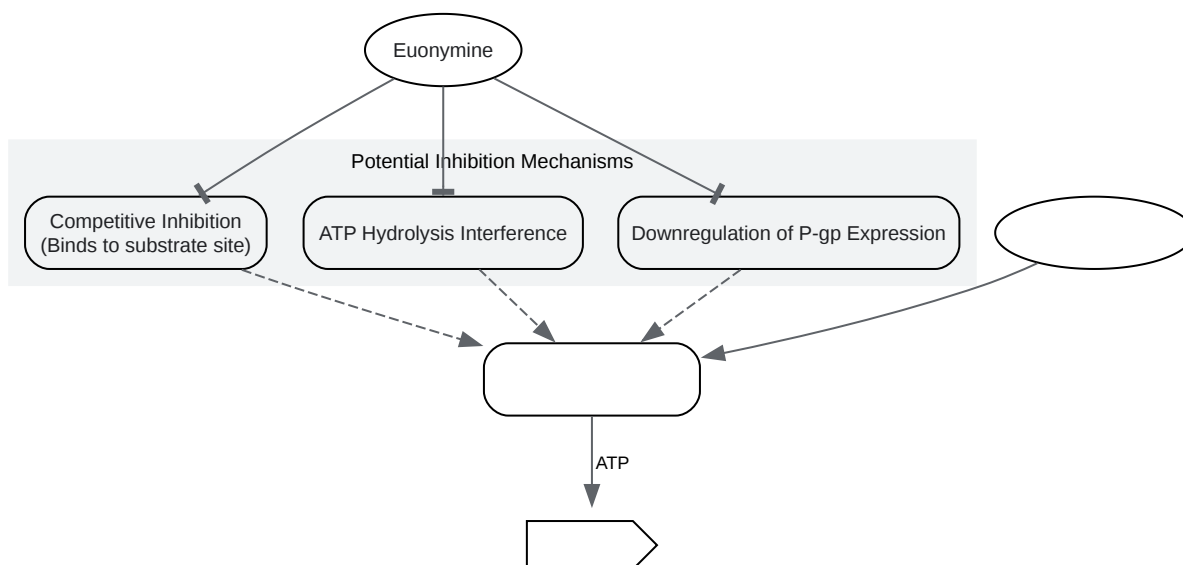 Euonymine
Potential Inhibition Mechanisms
Competitive Inhibition
(Binds to substrate site)
ATP Hydrolysis Interference
Downregulation of P-gp Expression
ATP